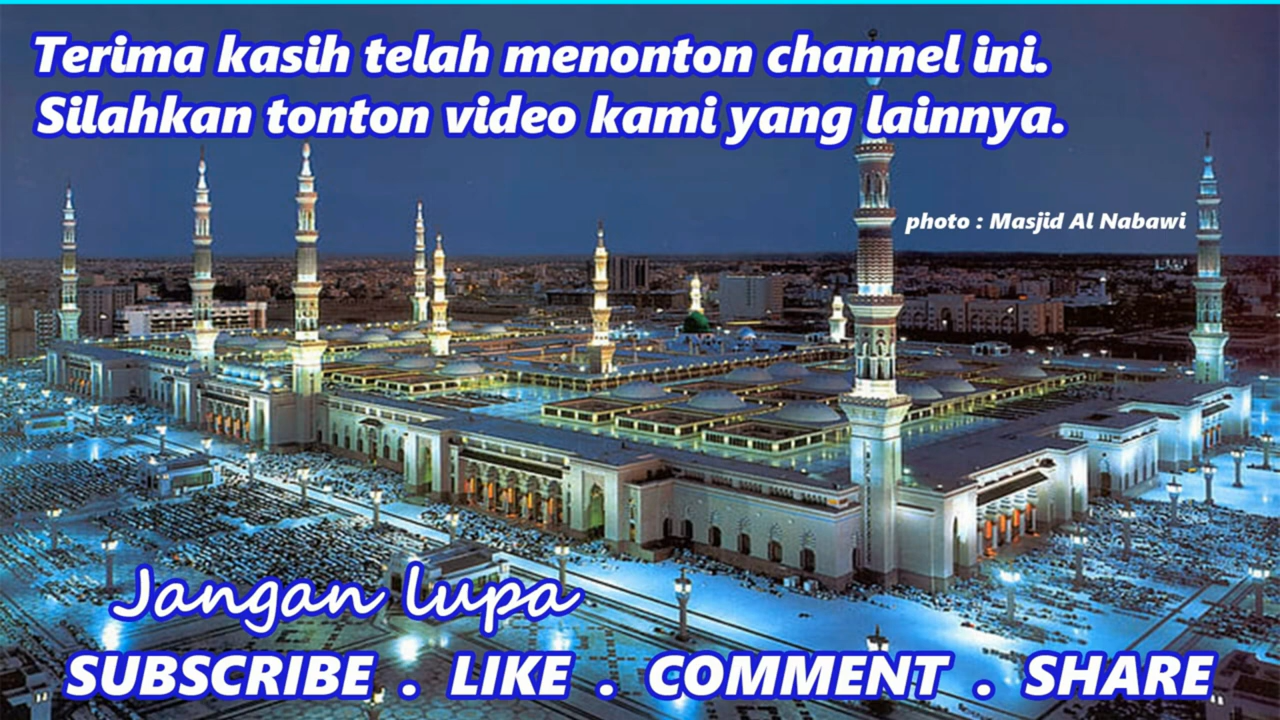 Terima kasih telah menonton channel ini.
Silahkan tonton video kami yang lainnya.
photo : Masjid Al Nabawi
Jangan lupa
SUBSCRIBE . LIKE . COMMENT . SHARE